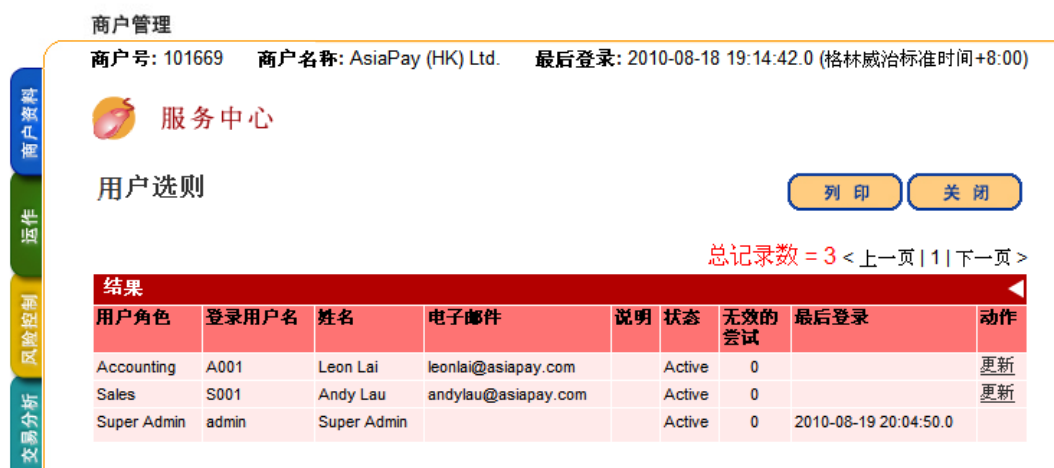 商户管理
商户号: 101669 商户名称: AsiaPay (HK) Ltd. 最后登录: 2010-08-18 19:14:42.0 (格林威治标准时间+8:00)
商户资料
运作
风险控制
交易分析
服务中心
用户选则
列印 关闭
总记录数 = 3 < 上一页 | 1 | 下一页 >
结果
用户角色 登录用户名 姓名 电子邮件 说明 状态 无效的尝试 最后登录 动作
Accounting A001 Leon Lai leonlai@asiapay.com Active 0 更新
Sales S001 Andy Lau andylau@asiapay.com Active 0 更新
Super Admin admin Super Admin Active 0 2010-08-19 20:04:50.0